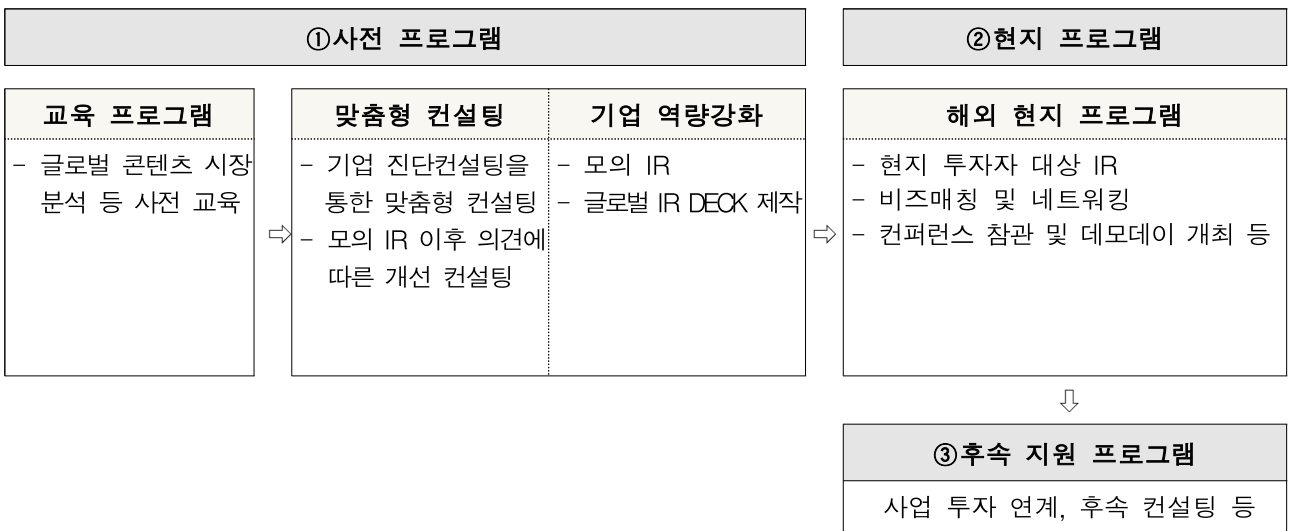 ①사전 프로그램
②현지 프로그램
교육 프로그램
- 글로벌 콘텐츠 시장
분석 등 사전 교육
⇨
맞춤형 컨설팅
- 기업 진단컨설팅을
통한 맞춤형 컨설팅
- 모의 IR 이후 의견에
따른 개선 컨설팅
기업 역량강화
- 모의 IR
- 글로벌 IR DECK 제작
⇨
해외 현지 프로그램
- 현지 투자자 대상 IR
- 비즈매칭 및 네트워킹
- 컨퍼런스 참관 및 데모데이 개최 등
⇩
③후속 지원 프로그램
사업 투자 연계, 후속 컨설팅 등